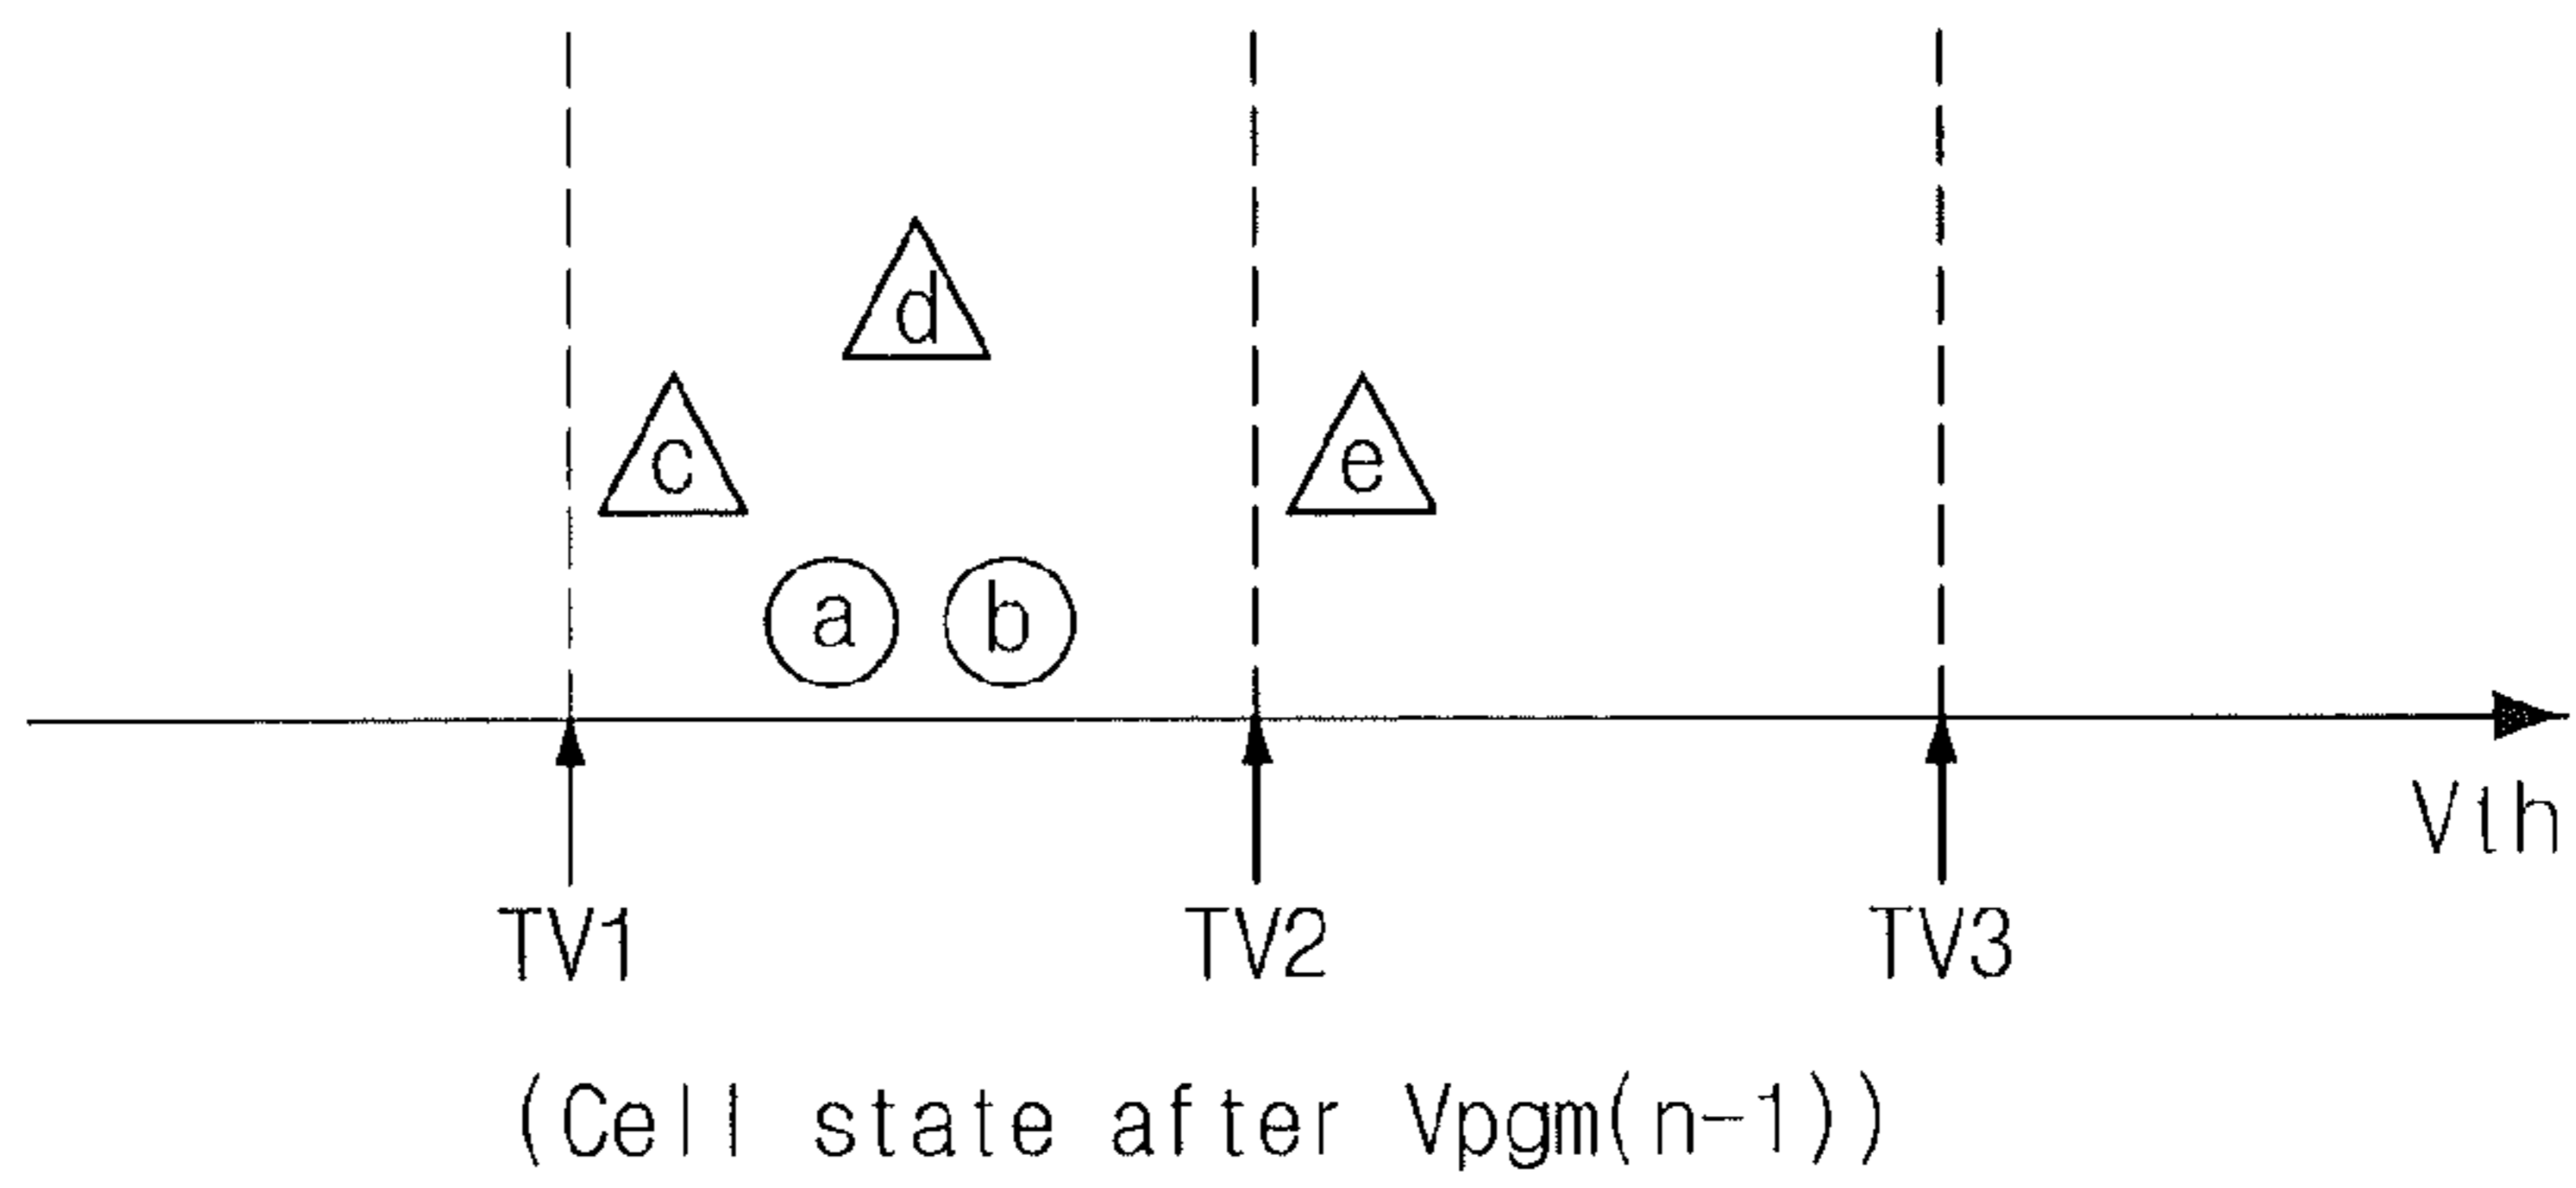 d
c
e
a b
Vth
TV1 TV2 TV3
(Cell state after Vpgm(n-1))